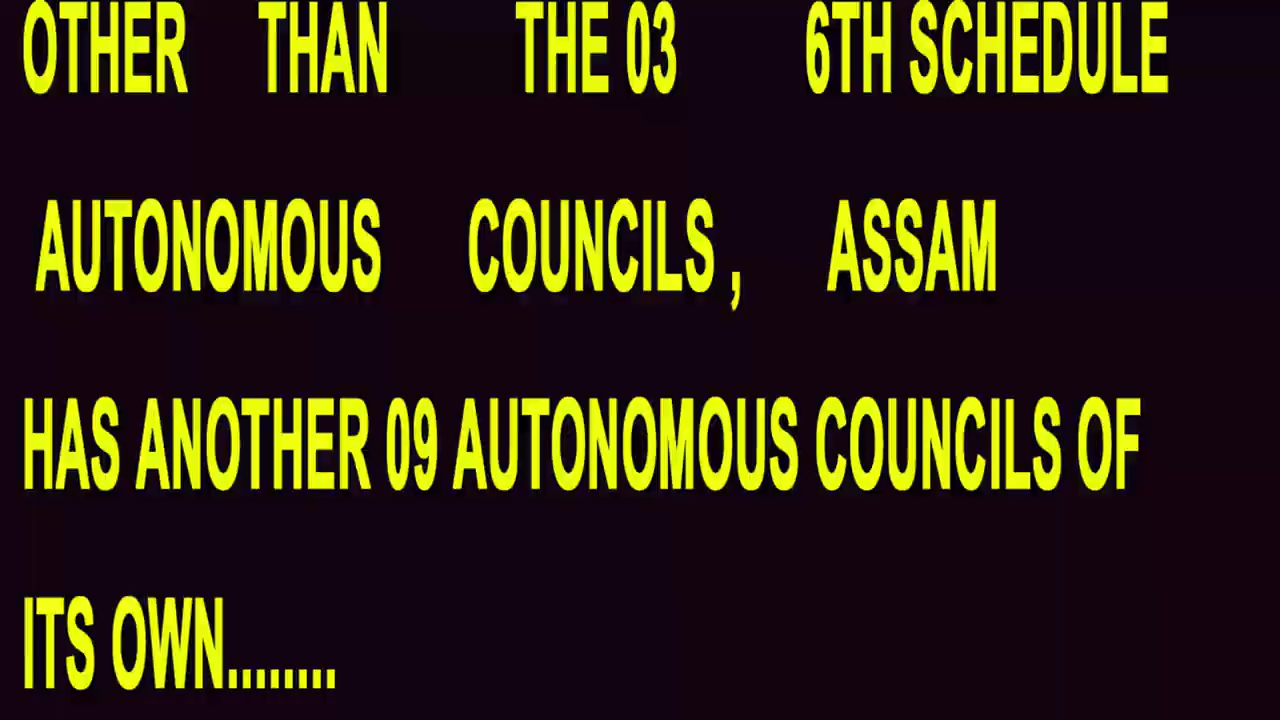 OTHER THAN THE 03 6TH SCHEDULE
AUTONOMOUS COUNCILS , ASSAM
HAS ANOTHER 09 AUTONOMOUS COUNCILS OF
ITS OWN........